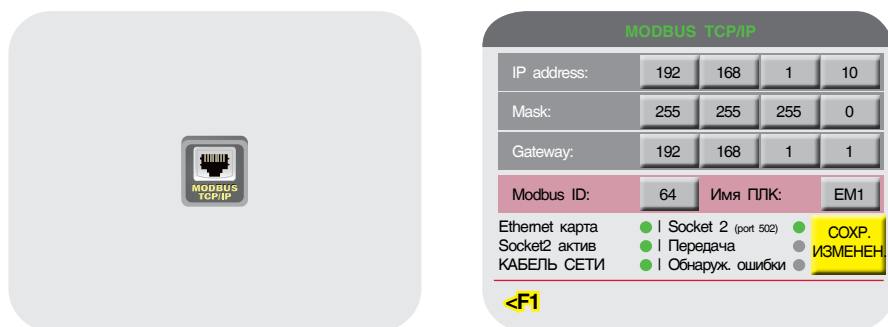 MODBUS
TCP/IP
MODBUS TCP/IP
IP address: 192 168 1 10
Mask: 255 255 255 0
Gateway: 192 168 1 1
Modbus ID: 64 Имя ПЛК: EM1
Ethernet карта | Socket 2 (port 502)
Socket2 актив | Передача
КАБЕЛЬ СЕТИ | Обнаруж. ошибки
СОХР.
ИЗМЕНЕН.
<F1